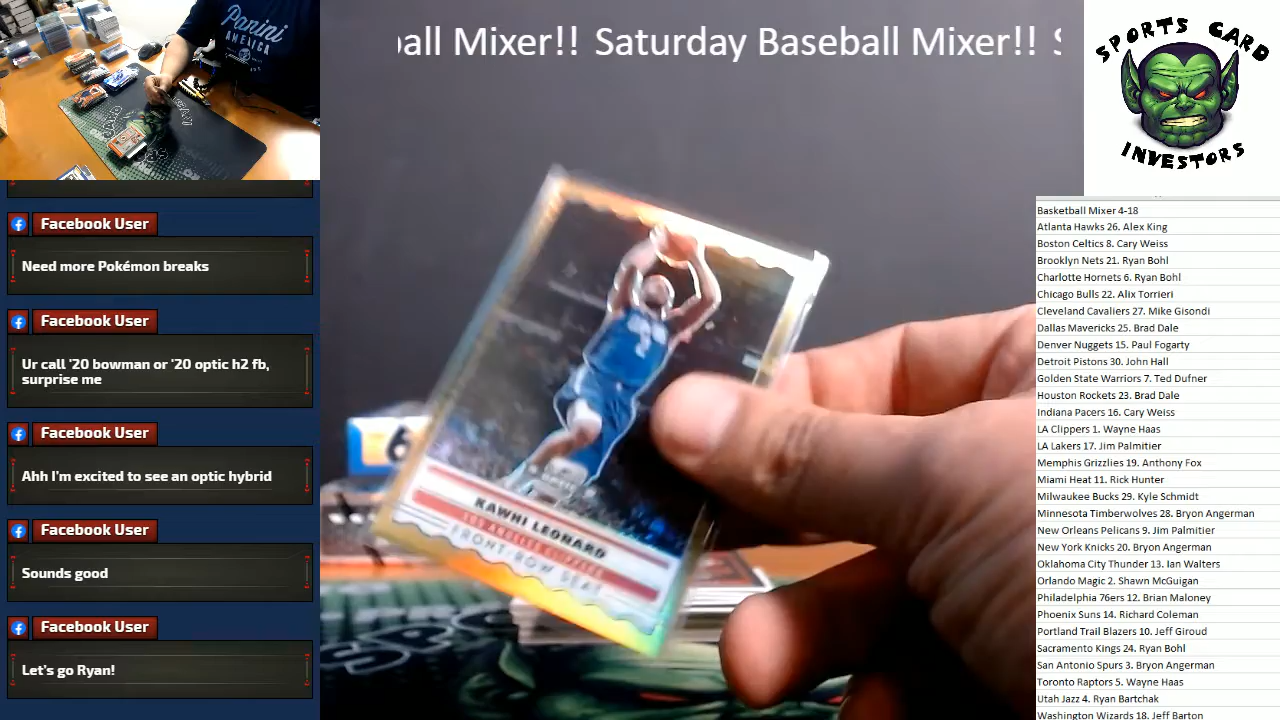 Panini
AMERICA
ball Mixer!! Saturday Baseball Mixer!! S
SPORTS CARD
INVESTORS
Facebook User
Need more Pokémon breaks
Facebook User
Ur call '20 bowman or '20 optic h2 fb,
surprise me
Facebook User
Ahh I'm excited to see an optic hybrid
Facebook User
Sounds good
Facebook User
Let's go Ryan!
KAWHI LEONARD
LOS ANGELES CLIPPERS
FRONT-ROW SEAT
Basketball Mixer 4-18
Atlanta Hawks 26. Alex King
Boston Celtics 8. Cary Weiss
Brooklyn Nets 21. Ryan Bohl
Charlotte Hornets 6. Ryan Bohl
Chicago Bulls 22. Alix Torrieri
Cleveland Cavaliers 27. Mike Gisondi
Dallas Mavericks 25. Brad Dale
Denver Nuggets 15. Paul Fogarty
Detroit Pistons 30. John Hall
Golden State Warriors 7. Ted Dufner
Houston Rockets 23. Brad Dale
Indiana Pacers 16. Cary Weiss
LA Clippers 1. Wayne Haas
LA Lakers 17. Jim Palmitier
Memphis Grizzlies 19. Anthony Fox
Miami Heat 11. Rick Hunter
Milwaukee Bucks 29. Kyle Schmidt
Minnesota Timberwolves 28. Bryon Angerman
New Orleans Pelicans 9. Jim Palmitier
New York Knicks 20. Bryon Angerman
Oklahoma City Thunder 13. Ian Walters
Orlando Magic 2. Shawn McGuigan
Philadelphia 76ers 12. Brian Maloney
Phoenix Suns 14. Richard Coleman
Portland Trail Blazers 10. Jeff Giroud
Sacramento Kings 24. Ryan Bohl
San Antonio Spurs 3. Bryon Angerman
Toronto Raptors 5. Wayne Haas
Utah Jazz 4. Ryan Bartchak
Washington Wizards 18. Jeff Barton